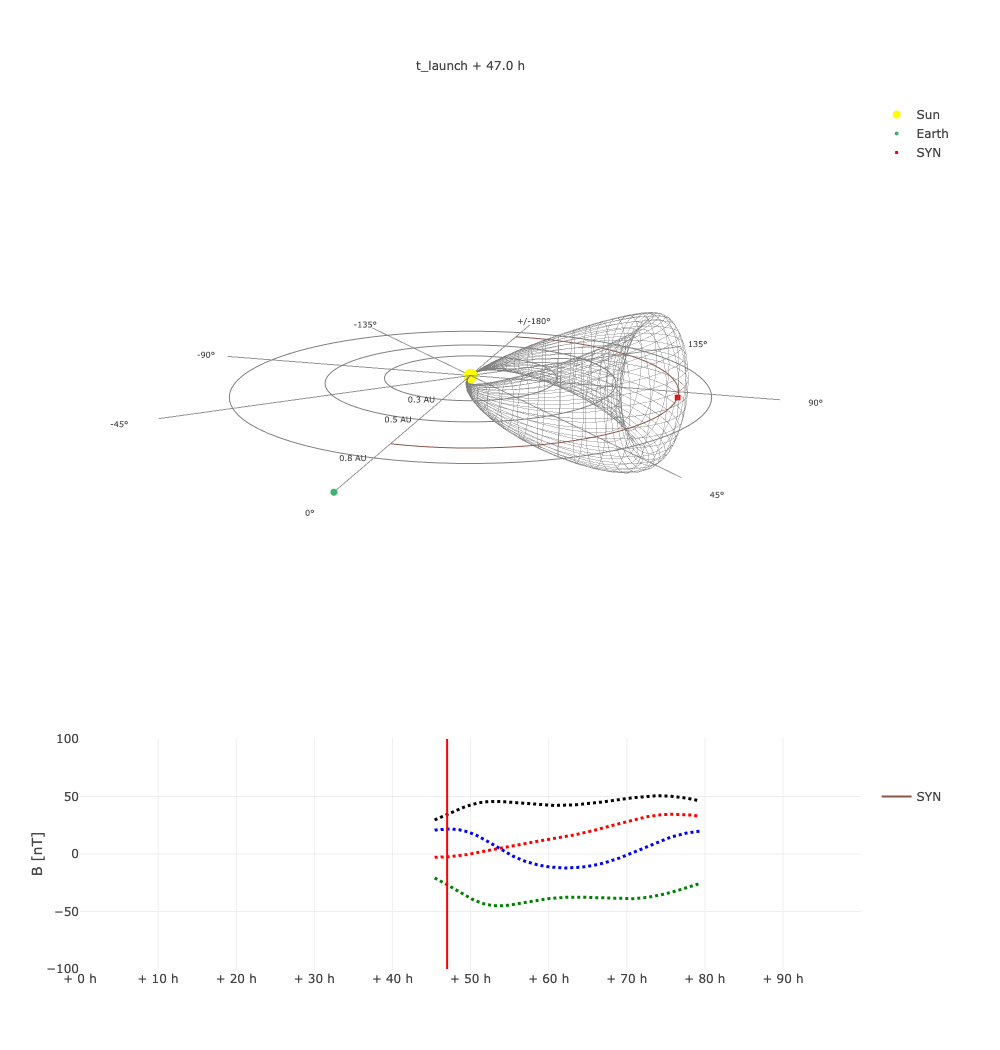 t_launch + 47.0 h
Sun
Earth
SYN
+/-180°
-135°
135°
-90°
90°
0.3 AU
0.5 AU
-45°
0.8 AU
45°
0°
100
50
0
−50
−100
B [nT]
SYN
+ 0 h
+ 10 h
+ 20 h
+ 30 h
+ 40 h
+ 50 h
+ 60 h
+ 70 h
+ 80 h
+ 90 h